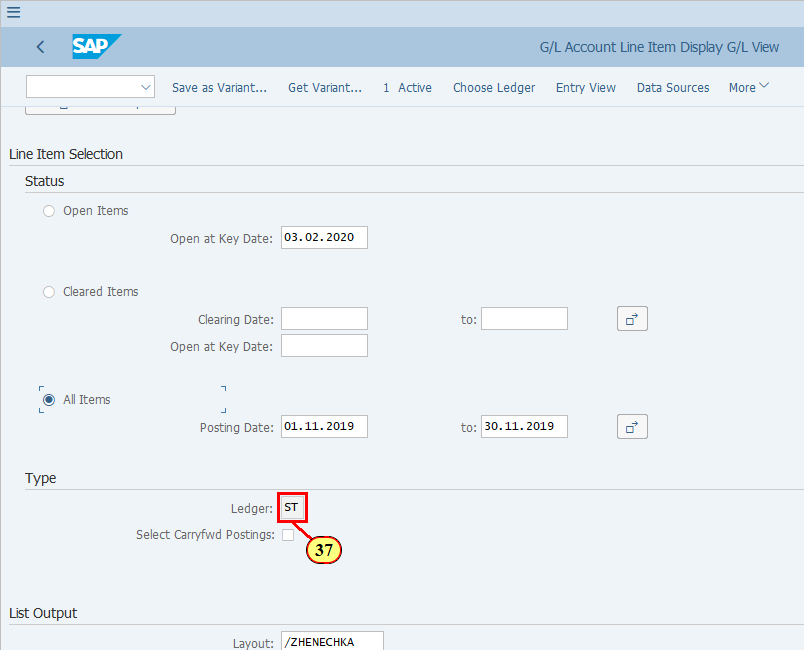 SAP
G/L Account Line Item Display G/L View
Save as Variant... Get Variant... 1 Active Choose Ledger Entry View Data Sources More
Line Item Selection
Status
Open Items
Open at Key Date: 03.02.2020
Cleared Items
Clearing Date: to:
Open at Key Date:
All Items
Posting Date: 01.11.2019 to: 30.11.2019
Type
Ledger: ST
Select Carryfwd Postings:
37
List Output
Layout: /ZHENECHKA